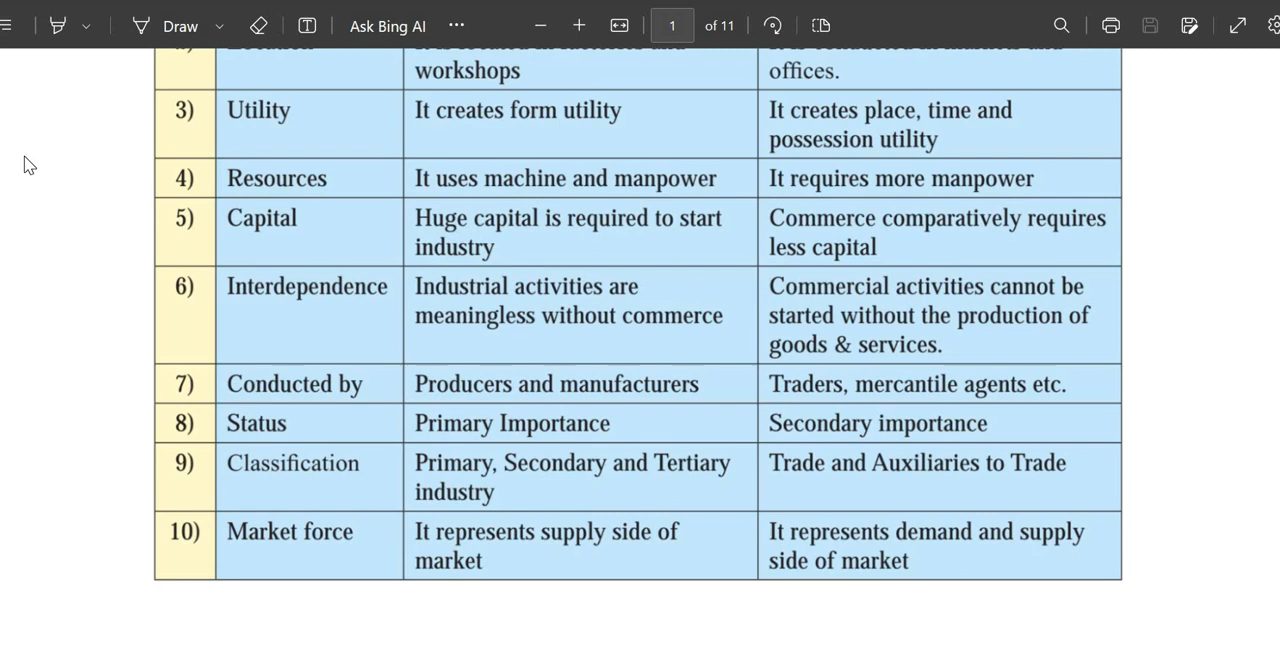 Draw
Ask Bing AI
1 of 11
workshops
offices.
3) Utility It creates form utility It creates place, time and
possession utility
4) Resources It uses machine and manpower It requires more manpower
5) Capital Huge capital is required to start Commerce comparatively requires
industry less capital
6) Interdependence Industrial activities are Commercial activities cannot be
meaningless without commerce started without the production of
goods & services.
7) Conducted by Producers and manufacturers Traders, mercantile agents etc.
8) Status Primary Importance Secondary importance
9) Classification Primary, Secondary and Tertiary Trade and Auxiliaries to Trade
industry
10) Market force It represents supply side of It represents demand and supply
market side of market